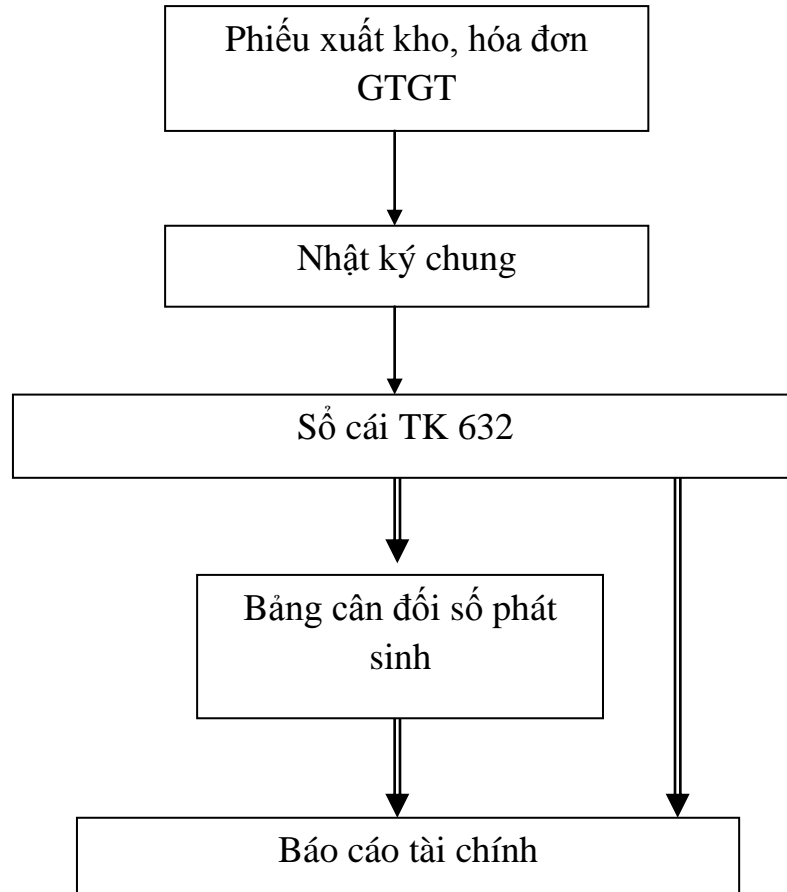 Phiếu xuất kho, hóa đơn
GTGT
Nhật ký chung
Sổ cái TK 632
Bảng cân đối số phát
sinh
Báo cáo tài chính